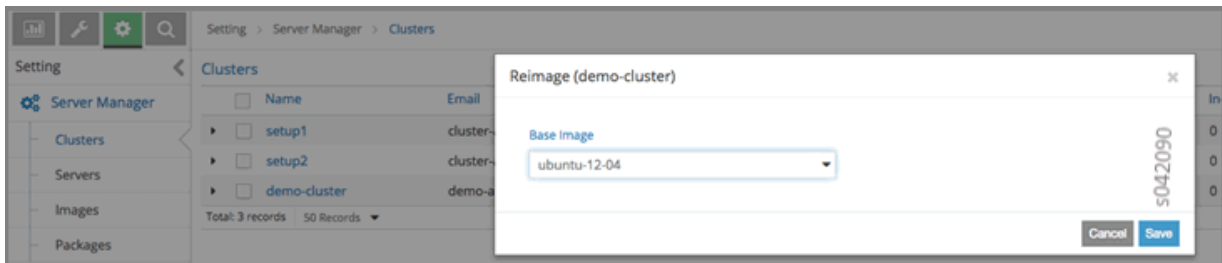 Setting > Server Manager > Clusters
Setting
Clusters
Reimage (demo-cluster)
×
Server Manager
Name
Email
In
Base Image
Clusters
setup1
cluster-
0
ubuntu-12-04
setup2
cluster-
0
Servers
demo-cluster
demo-a
0
s042090
Images
Total: 3 records
50 Records
Packages
Cancel
Save